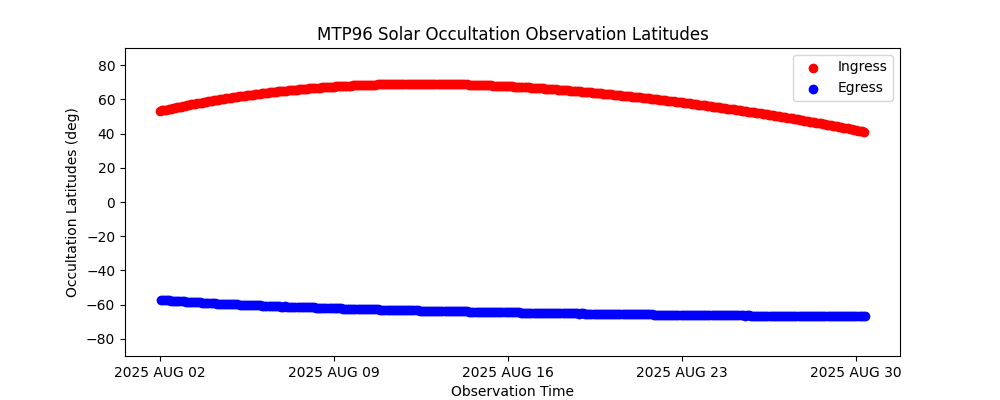 MTP96 Solar Occultation Observation Latitudes
Ingress
Egress
Occultation Latitudes (deg)
80
60
40
20
0
−20
−40
−60
−80
2025 AUG 02
2025 AUG 09
2025 AUG 16
2025 AUG 23
2025 AUG 30
Observation Time